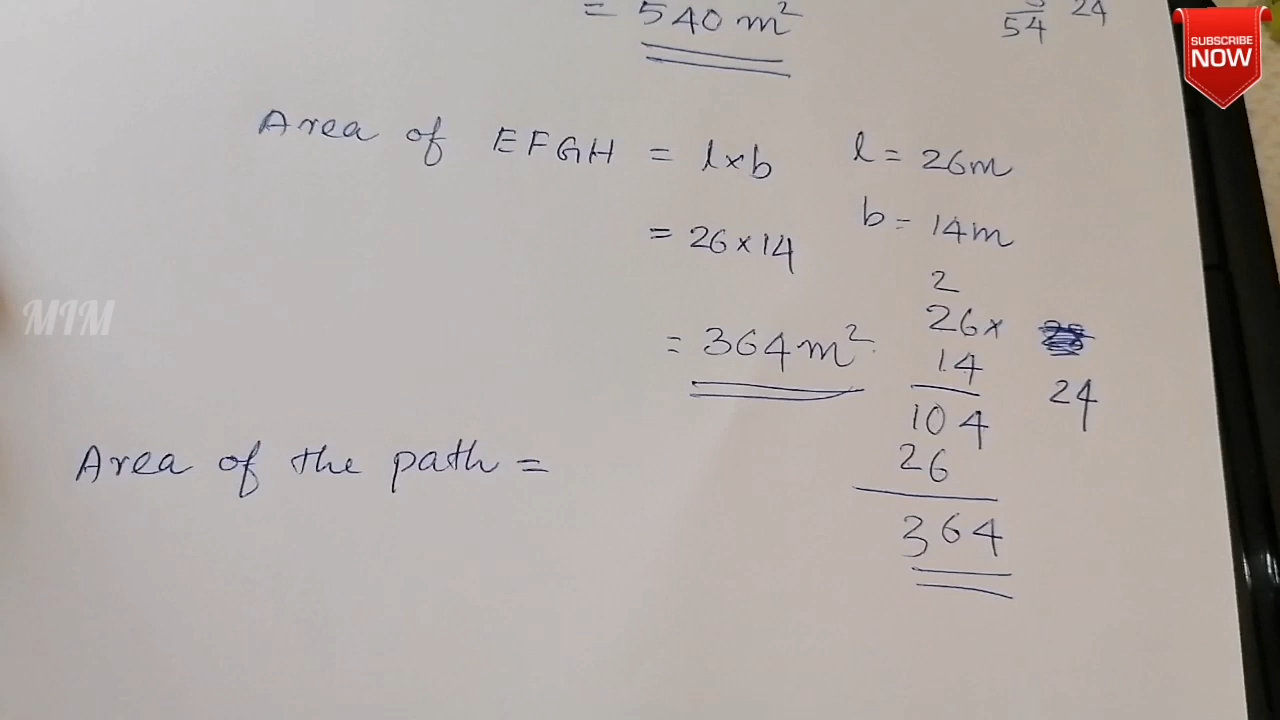 = 540 m²
54 24
SUBSCRIBE
NOW
Area of EFGH = l×b l = 26m
= 26×14 b = 14m
2
26×
14
= 364m²
24
104
26
364
MIM
Area of the path =